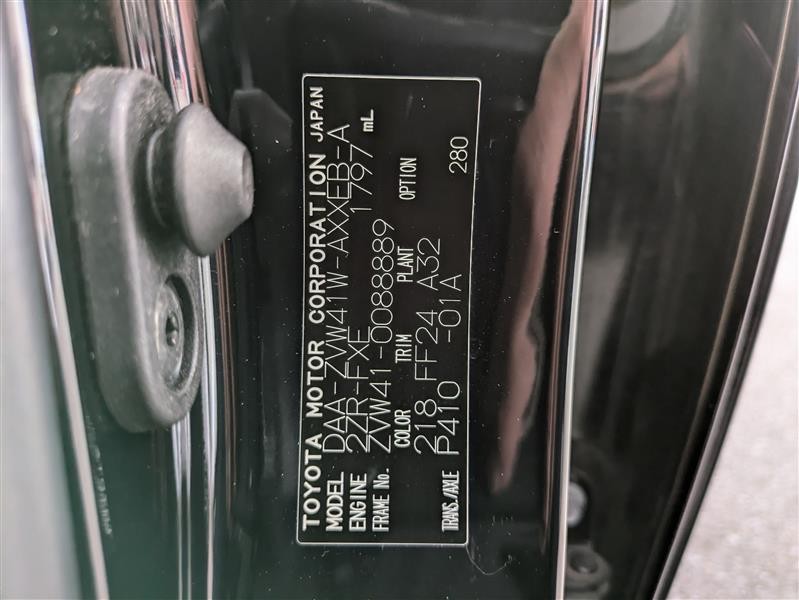 TOYOTA MOTOR CORPORATION JAPAN
MODEL DAA-ZVW41W-AXXEB-A
ENGINE 2ZR-FXE 1797 mL
FRAME No. ZVW41-0088889
COLOR TRIM PLANT OPTION
218 FF24 A32
TRANS./AXLE P410 -01A 280